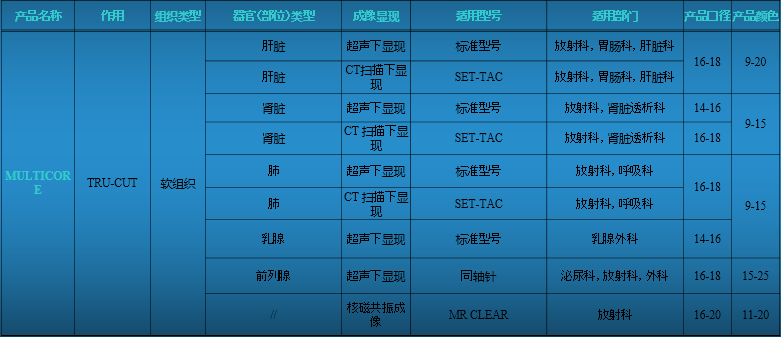 产品名称 作用 组织类型 器官(部位)类型 成像显现 适用型号 适用部门 产品口径 产品颜色
MULTICORE TRU-CUT 软组织
肝脏 超声下显现 标准型号 放射科, 胃肠科, 肝脏科 16-18 9-20
肝脏 CT扫描下显现 SET-TAC 放射科, 胃肠科, 肝脏科
肾脏 超声下显现 标准型号 放射科, 肾脏透析科 14-16 9-15
肾脏 CT 扫描下显现 SET-TAC 放射科, 肾脏透析科 16-18
肺 超声下显现 标准型号 放射科, 呼吸科 16-18 9-15
肺 CT 扫描下显现 SET-TAC 放射科, 呼吸科
乳腺 超声下显现 标准型号 乳腺外科 14-16
前列腺 超声下显现 同轴针 泌尿科, 放射科, 外科 16-18 15-25
// 核磁共振成像 MR CLEAR 放射科 16-20 11-20